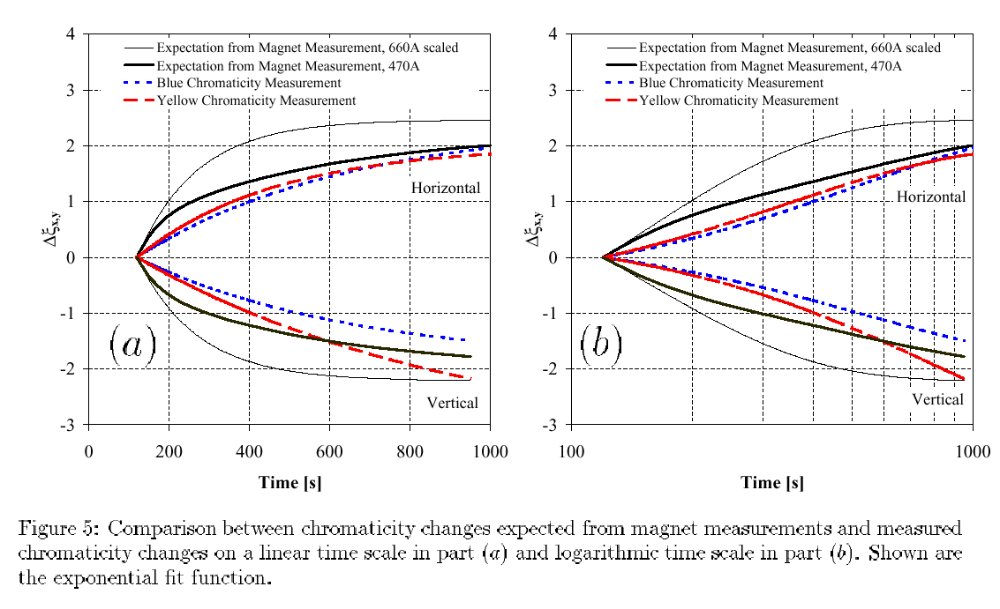 4
3
2
1
0
-1
-2
-3
Δξx,y
Expectation from Magnet Measurement, 660A scaled
Expectation from Magnet Measurement, 470A
Blue Chromaticity Measurement
Yellow Chromaticity Measurement
Horizontal
(a)
Vertical
0 200 400 600 800 1000
Time [s]
4
3
2
1
0
-1
-2
-3
Δξx,y
Expectation from Magnet Measurement, 660A scaled
Expectation from Magnet Measurement, 470A
Blue Chromaticity Measurement
Yellow Chromaticity Measurement
Horizontal
(b)
Vertical
100 1000
Time [s]
Figure 5: Comparison between chromaticity changes expected from magnet measurements and measured
chromaticity changes on a linear time scale in part (a) and logarithmic time scale in part (b). Shown are
the exponential fit function.